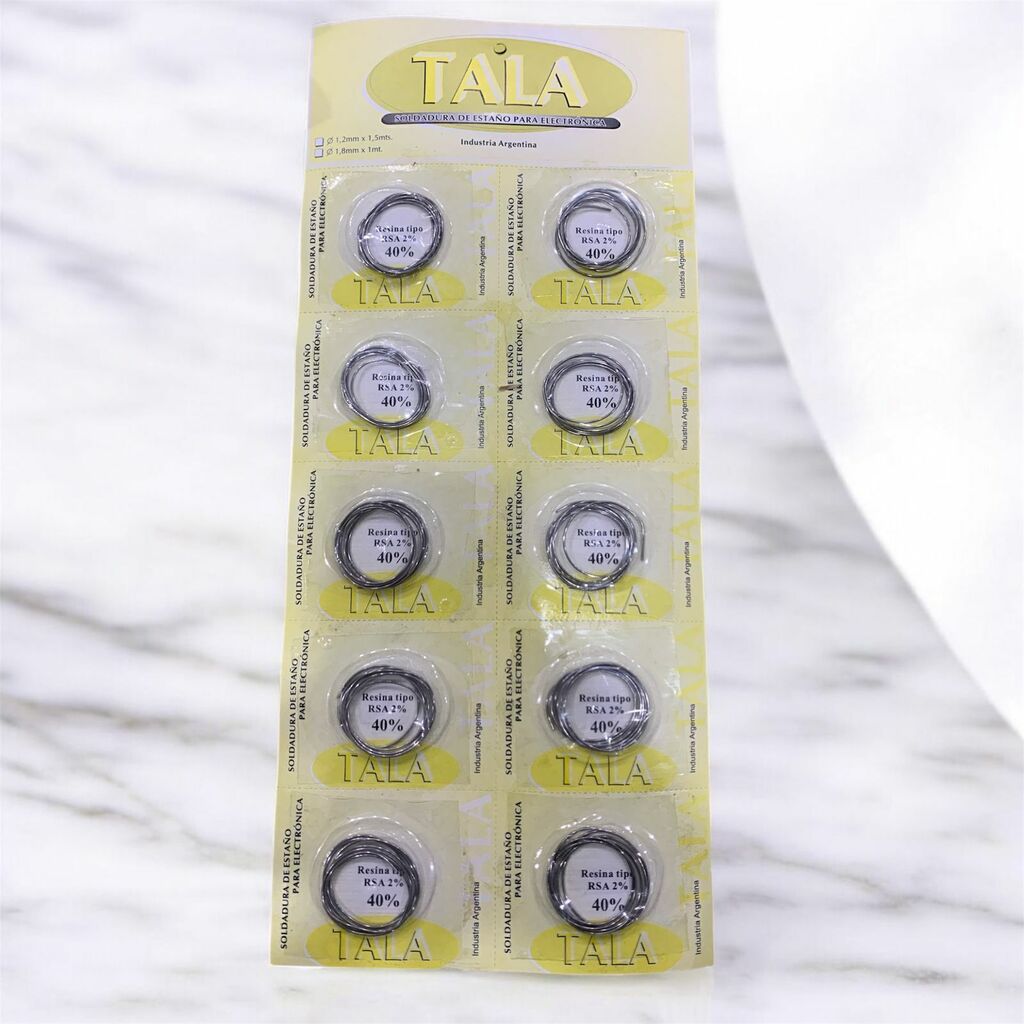 TALA
SOLDADURA DE ESTAÑO PARA ELECTRÓNICA
Ø 1,2mm x 1,5mts.
Ø 1,8mm x 1mt.
Industria Argentina
SOLDADURA DE ESTAÑO
PARA ELECTRÓNICA
Resina tipo
RSA 2%
40%
TALA
Industria Argentina
SOLDADURA DE ESTAÑO
PARA ELECTRÓNICA
Resina tipo
RSA 2%
40%
TALA
Industria Argentina
SOLDADURA DE ESTAÑO
PARA ELECTRÓNICA
Resina tip
RSA 2%
40%
TALA
Industria Argentina
SOLDADURA DE ESTAÑO
PARA ELECTRÓNICA
Resina tip
RSA 2%
40%
TALA
Industria Argentina
SOLDADURA DE ESTAÑO
PARA ELECTRÓNICA
Resina tipo
RSA 2%
40%
TALA
Industria Argentina
SOLDADURA DE ESTAÑO
PARA ELECTRÓNICA
Resina tipo
RSA 2%
40%
TALA
Industria Argentina
SOLDADURA DE ESTAÑO
PARA ELECTRÓNICA
Resina tipo
RSA 2%
40%
TALA
Industria Argentina
SOLDADURA DE ESTAÑO
PARA ELECTRÓNICA
Resina tipo
RSA 2%
40%
TALA
Industria Argentina
SOLDADURA DE ESTAÑO
PARA ELECTRÓNICA
Resina tip
RSA 2%
40%
TALA
Industria Argentina
SOLDADURA DE ESTAÑO
PARA ELECTRÓNICA
Resina tip
RSA 2%
40%
TALA
Industria Argentina